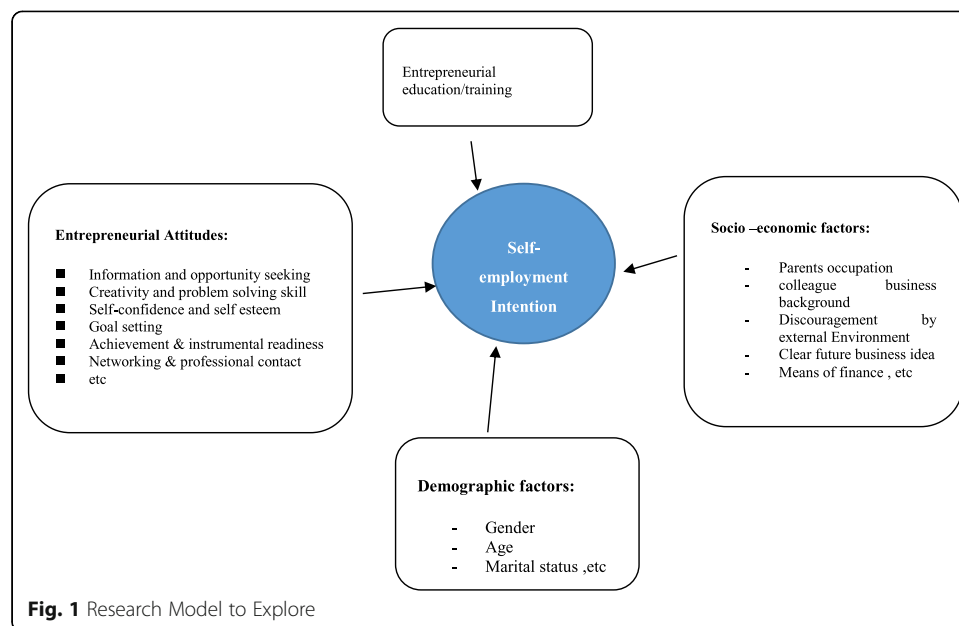 Entrepreneurial
education/training
Entrepreneurial Attitudes:
■ Information and opportunity seeking
■ Creativity and problem solving skill
■ Self-confidence and self esteem
■ Goal setting
■ Achievement & instrumental readiness
■ Networking & professional contact
■ etc
Self-
employment
Intention
Socio –economic factors:
- Parents occupation
- colleague business
background
- Discouragement by
external Environment
- Clear future business idea
- Means of finance , etc
Demographic factors:
- Gender
- Age
- Marital status ,etc
Fig. 1 Research Model to Explore